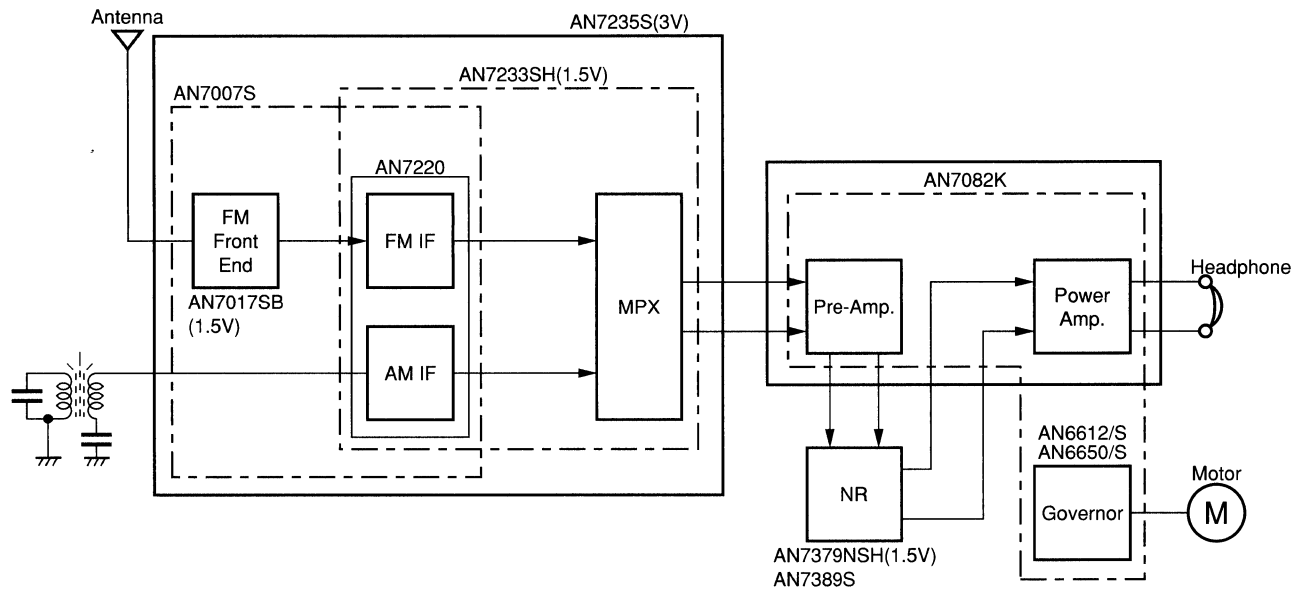 Antenna
AN7235S(3V)
AN7233SH(1.5V)
AN7007S
AN7220
AN7082K
FM
Front
End
FM IF
AN7017SB
(1.5V)
MPX
AM IF
Pre-Amp.
Power
Amp.
Headphone
AN6612/S
AN6650/S
NR
Governor
Motor
M
AN7379NSH(1.5V)
AN7389S